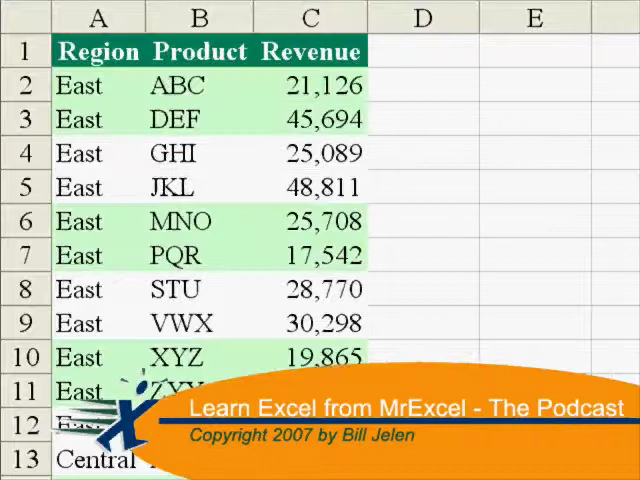 A B C D E
1 Region Product Revenue
2 East ABC 21,126
3 East DEF 45,694
4 East GHI 25,089
5 East JKL 48,811
6 East MNO 25,708
7 East PQR 17,542
8 East STU 28,770
9 East VWX 30,298
10 East XYZ 19,865
11 East
12 East
13 Central
Learn Excel from MrExcel - The Podcast
Copyright 2007 by Bill Jelen